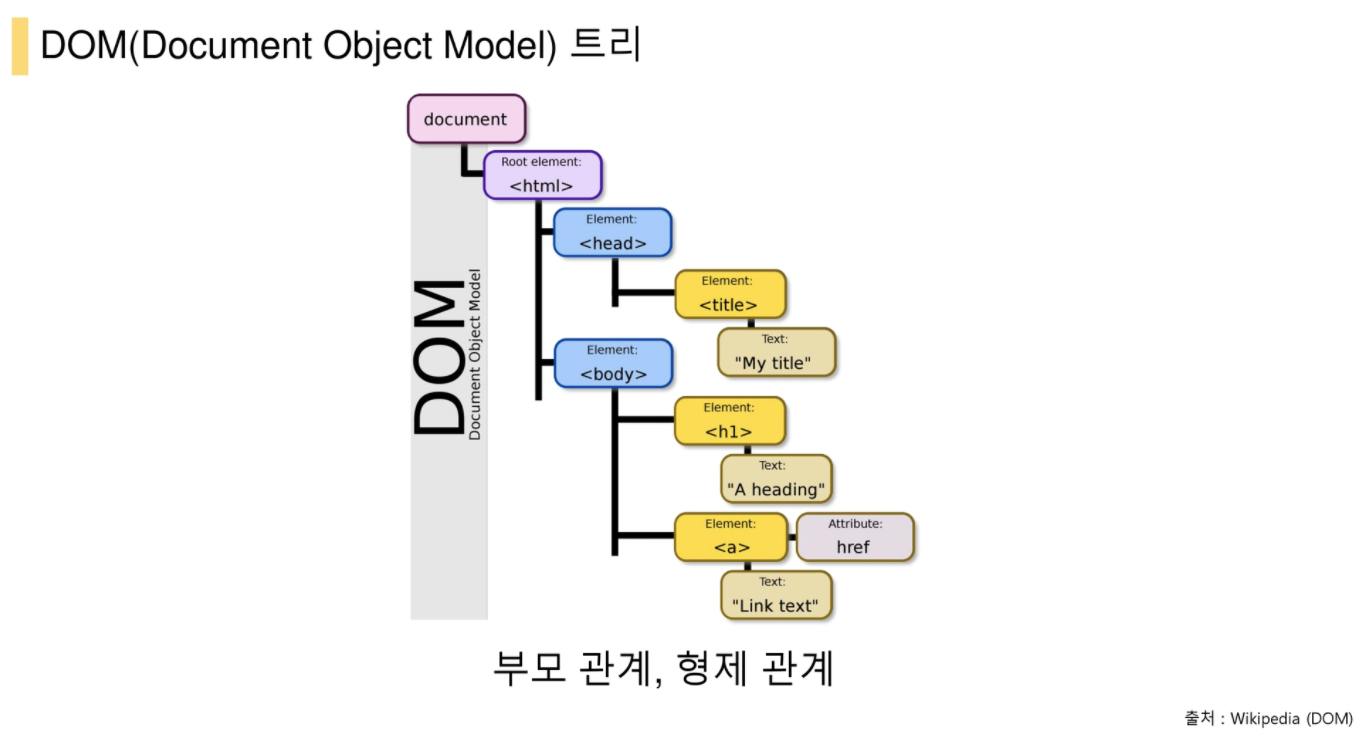 DOM(Document Object Model) 트리
document
Root element:
<html>
Element:
<head>
Element:
<title>
Text:
"My title"
DOM
Document Object Model
Element:
<body>
Element:
<h1>
Text:
"A heading"
Element:
<a>
Attribute:
href
Text:
"Link text"
부모 관계, 형제 관계
출처 : Wikipedia (DOM)